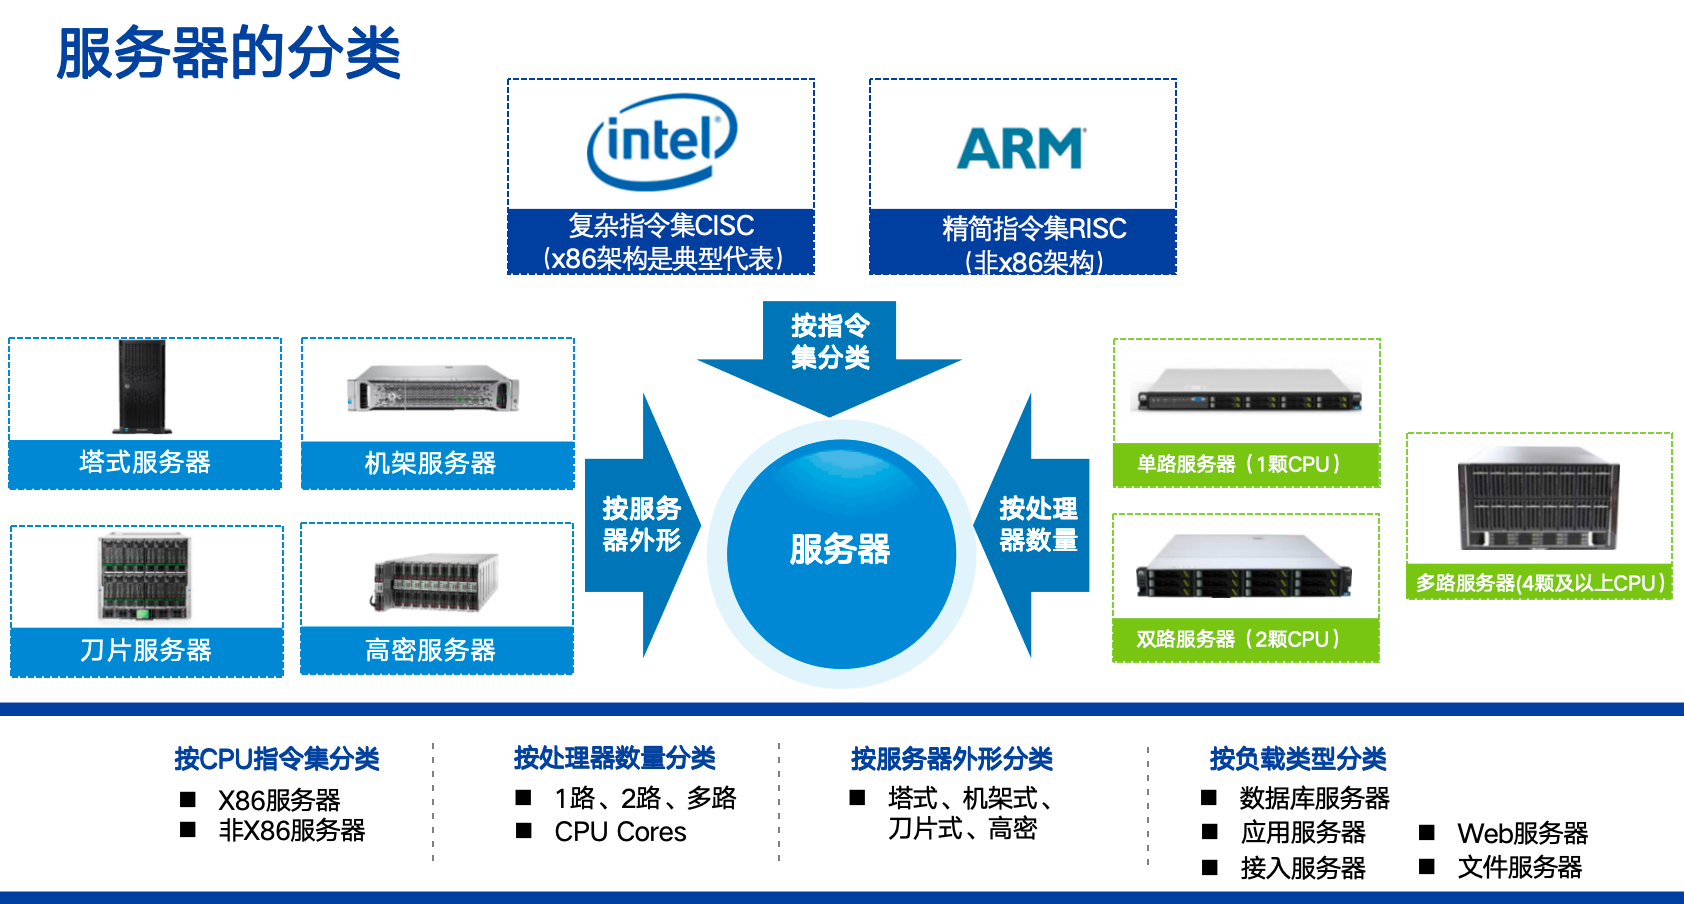 服务器的分类
intel
ARM
复杂指令集CISC
(x86架构是典型代表)
精简指令集RISC
(非x86架构)
按指令
集分类
塔式服务器
机架服务器
刀片服务器
高密服务器
按服务
器外形
服务器
按处理
器数量
单路服务器（1颗CPU）
双路服务器（2颗CPU）
多路服务器(4颗及以上CPU）
按CPU指令集分类
■ X86服务器
■ 非X86服务器
按处理器数量分类
■ 1路、2路、多路
■ CPU Cores
按服务器外形分类
■ 塔式、机架式、
刀片式、高密
按负载类型分类
■ 数据库服务器
■ 应用服务器
■ 接入服务器
■ Web服务器
■ 文件服务器